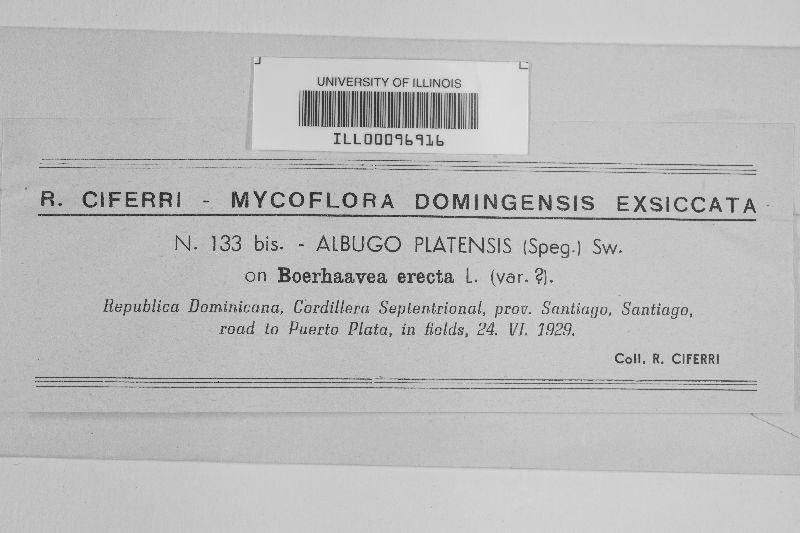 UNIVERSITY OF ILLINOIS
ILL00096916
R. CIFERRI - MYCOFLORA DOMINGENSIS EXSICCATA
N. 133 bis. - ALBUGO PLATENSIS (Speg.) Sw.
on Boerhaavea erecta L. (var. ?).
Republica Dominicana, Cordillera Septentrional, prov. Santiago, Santiago,
road to Puerto Plata, in fields, 24. VI. 1929.
Coll. R. CIFERRI